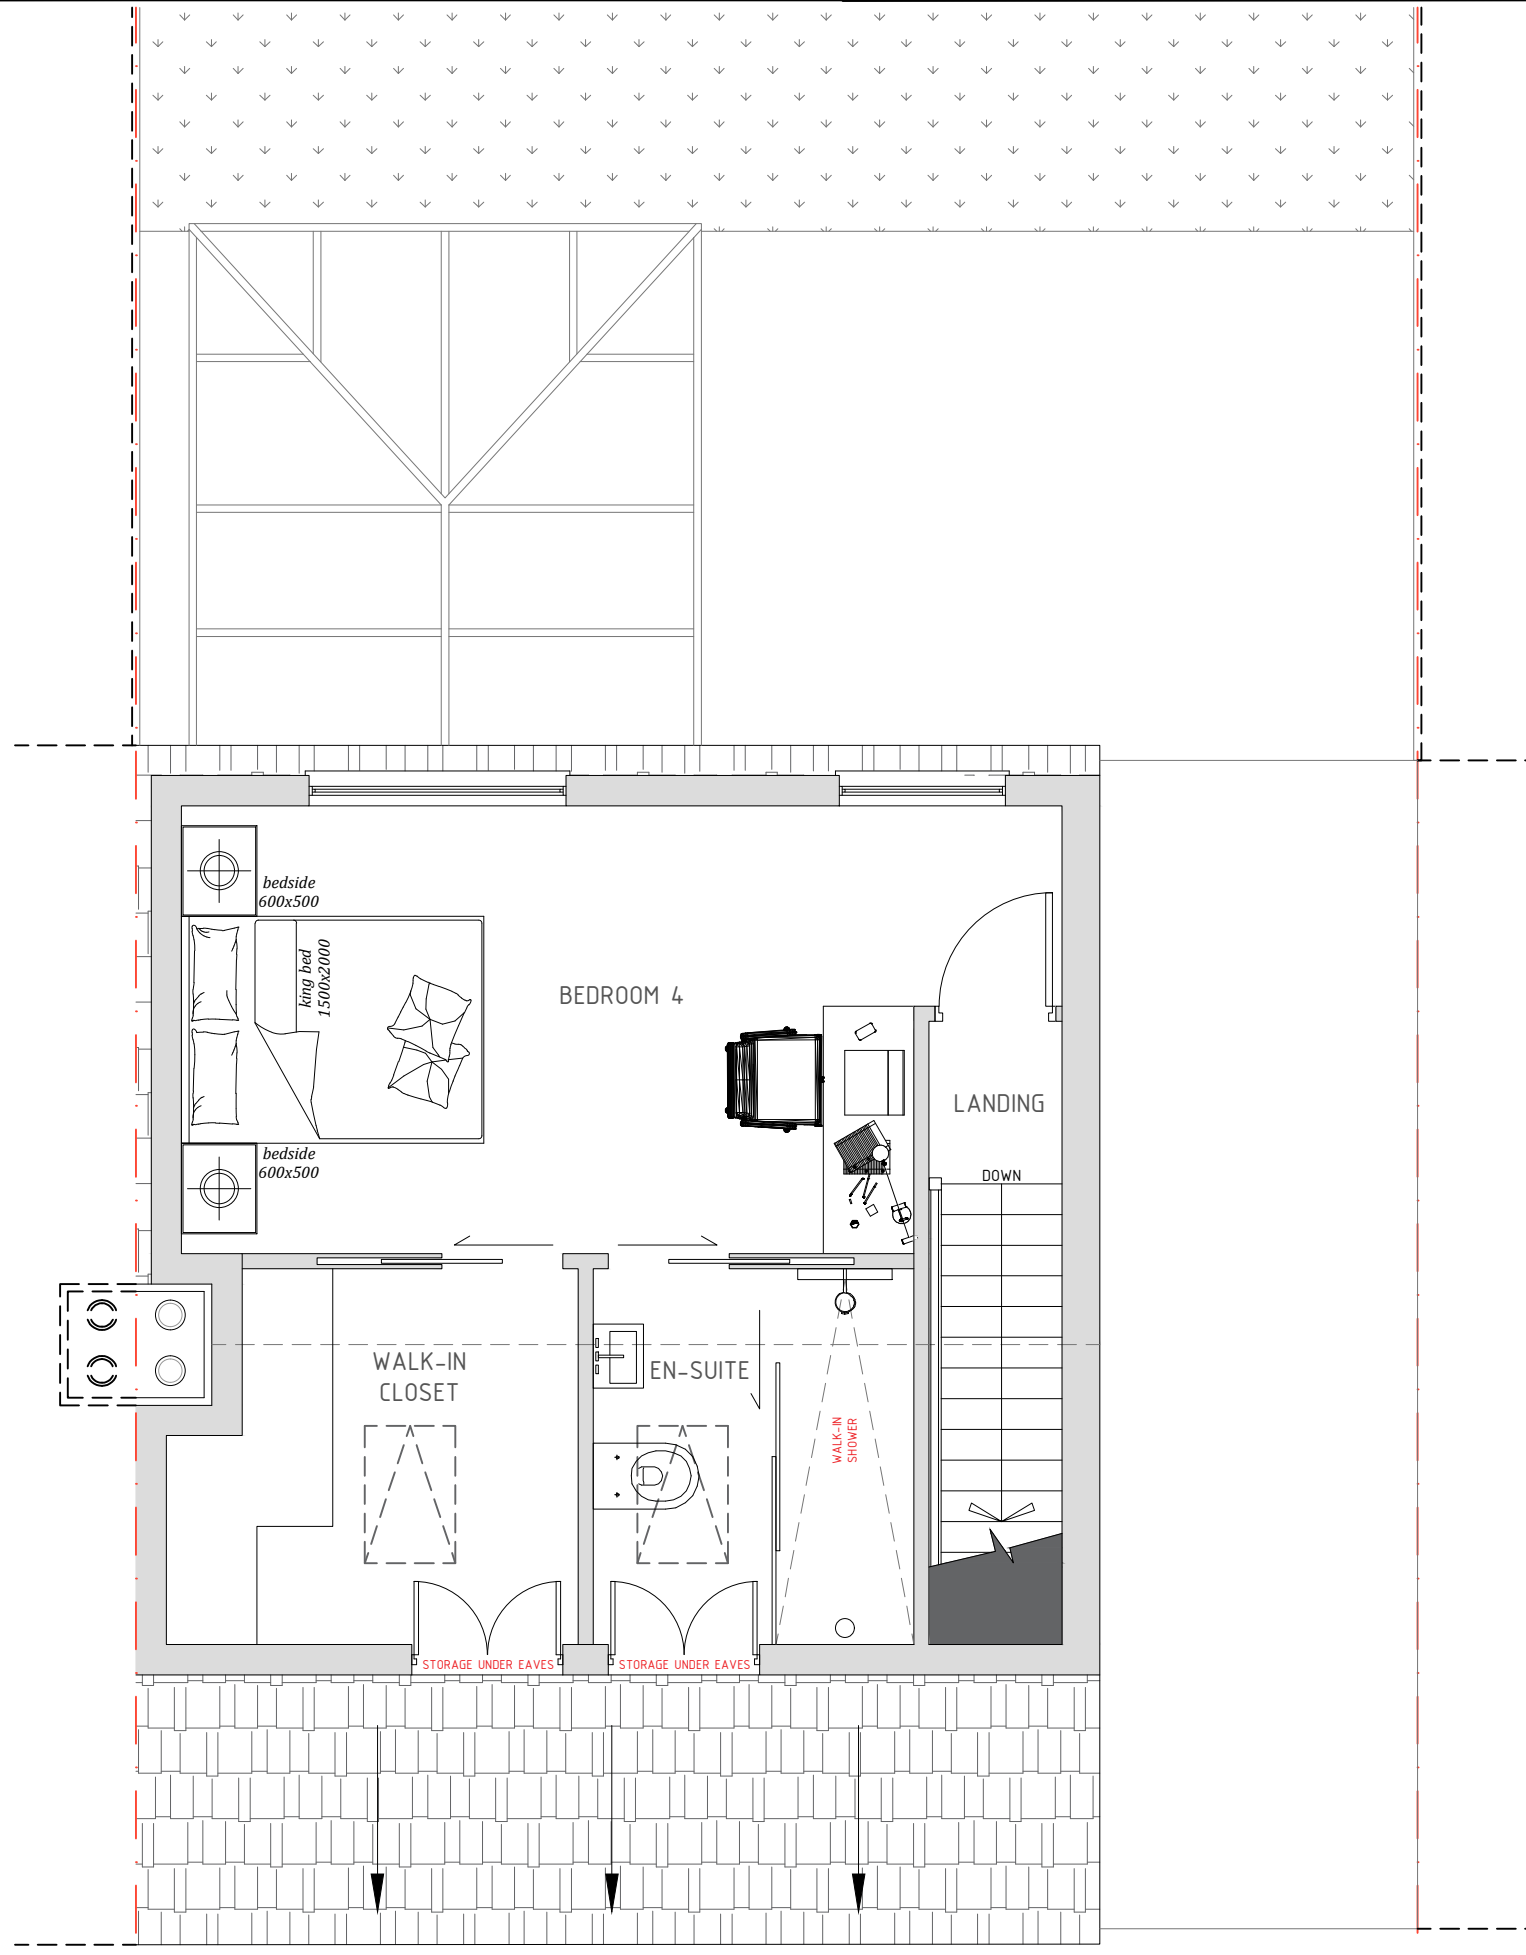 bedside
600x500
king bed
1500x2000
BEDROOM 4
LANDING
bedside
600x500
DOWN
WALK-IN
CLOSET
EN-SUITE
WALK-IN
SHOWER
STORAGE UNDER EAVES
STORAGE UNDER EAVES